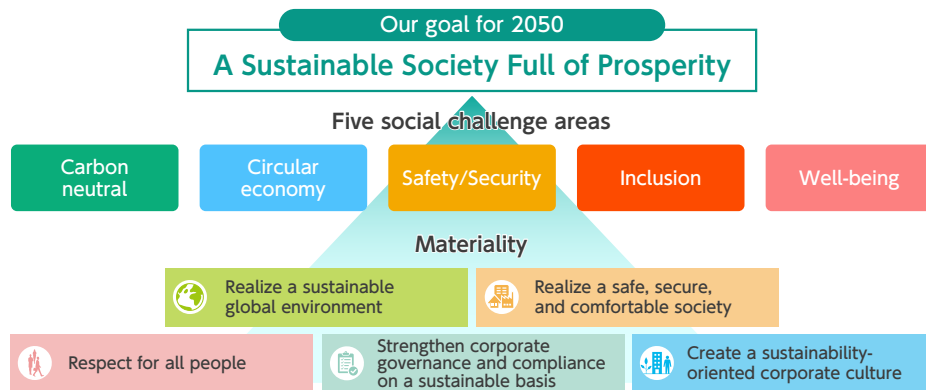 Our goal for 2050
A Sustainable Society Full of Prosperity
Five social challenge areas
Carbon
neutral
Circular
economy
Safety/Security
Inclusion
Well-being
Materiality
Realize a sustainable
global environment
Realize a safe, secure,
and comfortable society
Respect for all people
Strengthen corporate
governance and compliance
on a sustainable basis
Create a sustainability-
oriented corporate culture